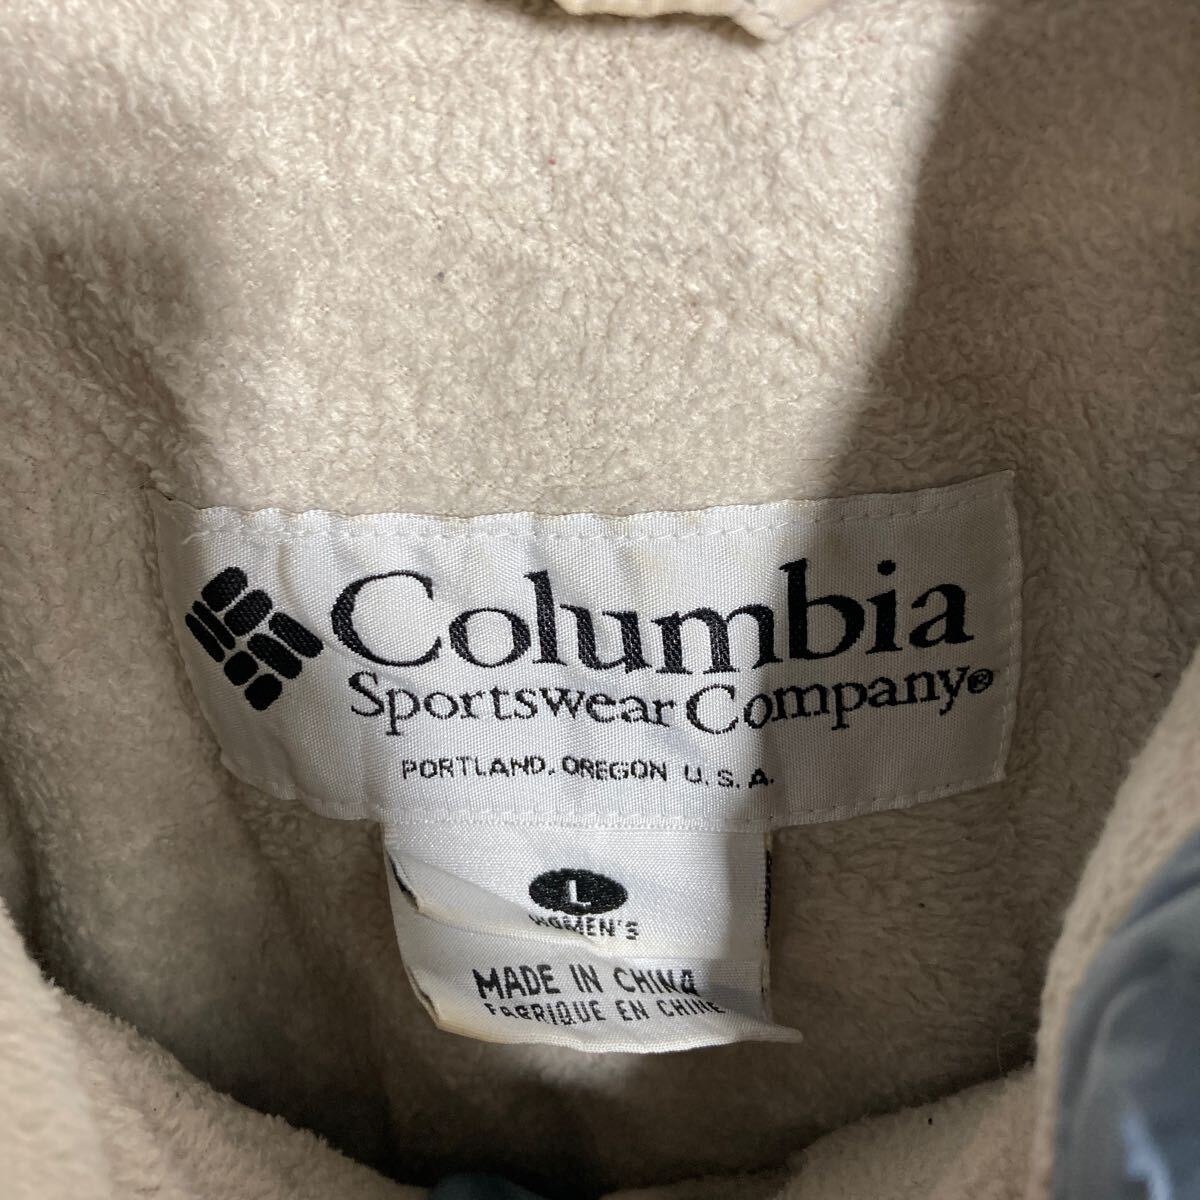 Columbia
Sportswear Company®
PORTLAND, OREGON U.S.A.
L
WOMEN'S
MADE IN CHINA
FABRIQUE EN CHINE